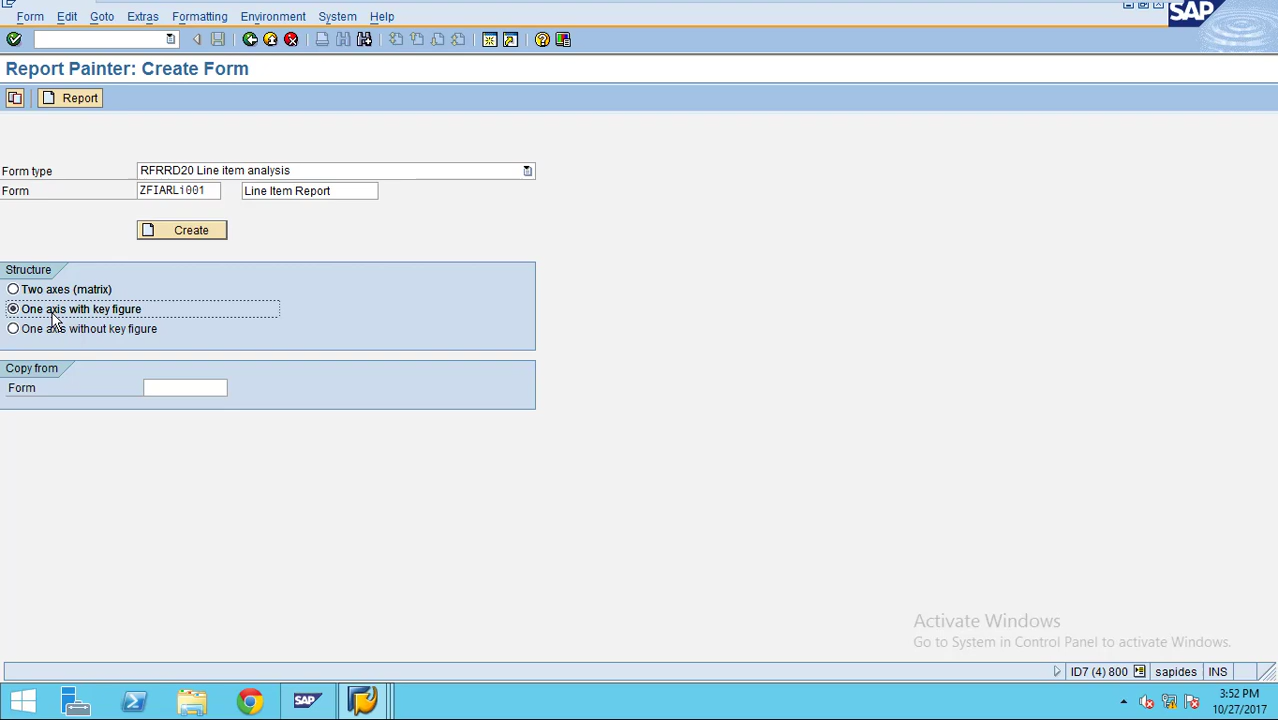 Form Edit Goto Extras Formatting Environment System Help
SAP
Report Painter: Create Form
Report
Form type RFRRD20 Line item analysis
Form ZFIARLi001 Line Item Report
Create
Structure
Two axes (matrix)
One axis with key figure
One axis without key figure
Copy from
Form
Activate Windows
Go to System in Control Panel to activate Windows.
ID7 (4) 800 sapides INS
SAP
3:52 PM
10/27/2017